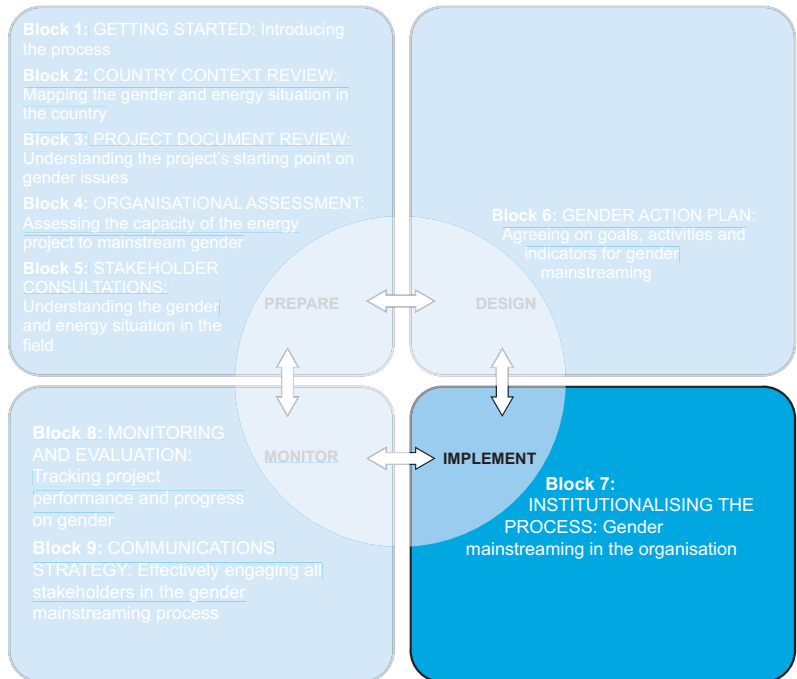 Block 1: GETTING STARTED: Introducing
the process
Block 2: COUNTRY CONTEXT REVIEW:
Mapping the gender and energy situation in
the country
Block 3: PROJECT DOCUMENT REVIEW:
Understanding the project's starting point on
gender issues
Block 4: ORGANISATIONAL ASSESSMENT:
Assessing the capacity of the energy
project to mainstream gender
Block 5: STAKEHOLDER
CONSULTATIONS:
Understanding the gender
and energy situation in the
field
PREPARE
Block 6: GENDER ACTION PLAN:
Agreeing on goals, activities and
indicators for gender
mainstreaming
DESIGN
Block 8: MONITORING
AND EVALUATION:
Tracking project
performance and progress
on gender
Block 9: COMMUNICATIONS
STRATEGY: Effectively engaging all
stakeholders in the gender
mainstreaming process
MONITOR
IMPLEMENT
Block 7:
INSTITUTIONALISING THE
PROCESS: Gender
mainstreaming in the organisation